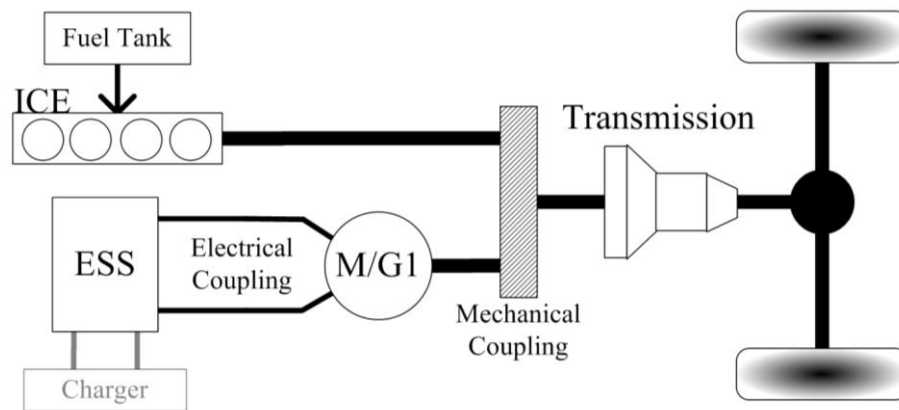 Fuel Tank
ICE
Transmission
ESS
Electrical
Coupling
M/G1
Mechanical
Coupling
Charger